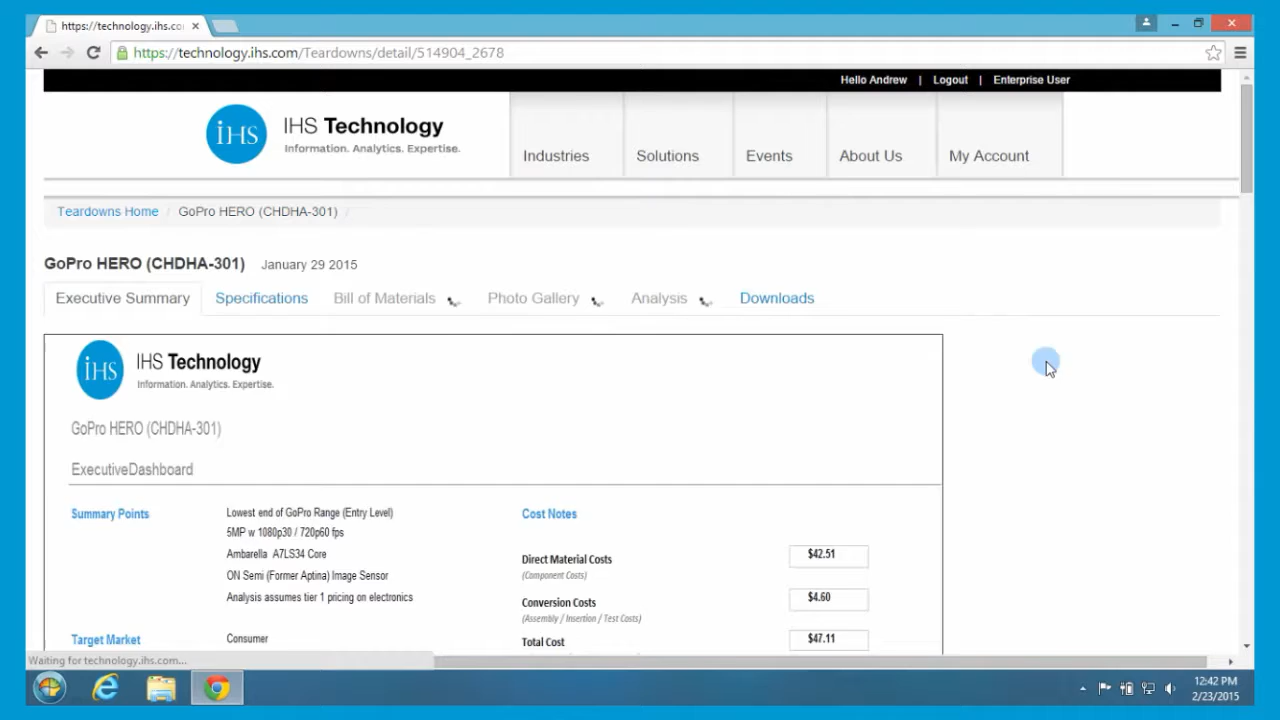 https://technology.ihs.co
https://technology.ihs.com/Teardowns/detail/514904_2678
Hello Andrew | Logout | Enterprise User
iHS
IHS Technology
Information. Analytics. Expertise.
Industries
Solutions
Events
About Us
My Account
Teardowns Home / GoPro HERO (CHDHA-301) /
GoPro HERO (CHDHA-301) January 29 2015
Executive Summary
Specifications
Bill of Materials
Photo Gallery
Analysis
Downloads
iHS
IHS Technology
Information. Analytics. Expertise.
GoPro HERO (CHDHA-301)
ExecutiveDashboard
Summary Points
Lowest end of GoPro Range (Entry Level)
5MP w 1080p30 / 720p60 fps
Ambarella A7LS34 Core
ON Semi (Former Aptina) Image Sensor
Analysis assumes tier 1 pricing on electronics
Target Market
Consumer
Cost Notes
Direct Material Costs
$42.51
(Component Costs)
Conversion Costs
$4.60
(Assembly / Insertion / Test Costs)
Total Cost
$47.11
Waiting for technology.ihs.com...
12:42 PM
2/23/2015